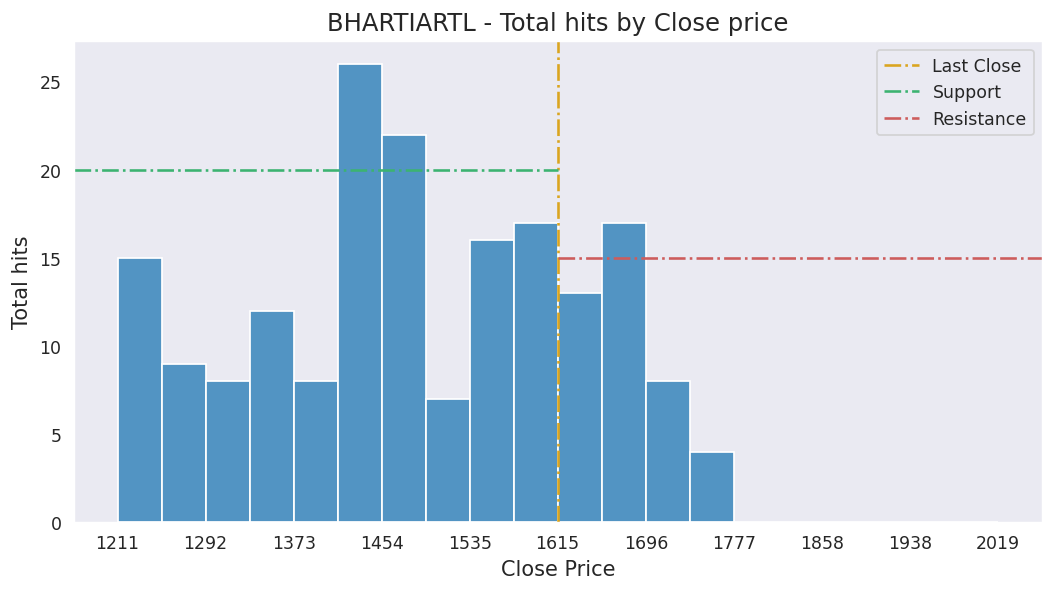 BHARTIARTL - Total hits by Close price
Last Close
Support
Resistance
Total hits
25
20
15
10
5
0
1211 1292 1373 1454 1535 1615 1696 1777 1858 1938 2019
Close Price